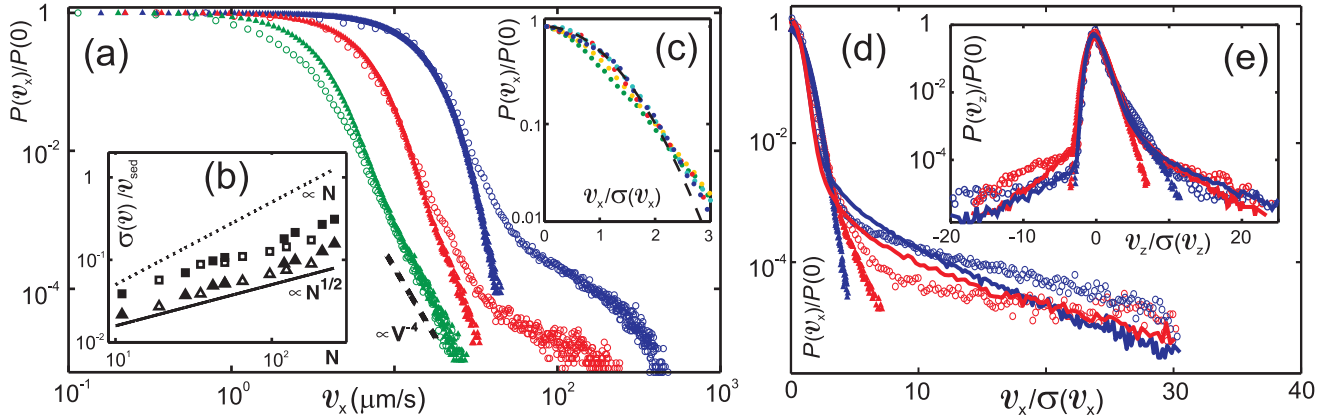 (a)
P(v_x)/P(0)
1
10^-2
10^-4
10^-1
10^0
10^1
10^2
10^3
v_x (μm/s)
∝V^-4
(b)
σ(v)/v_sed
1
10^-1
10^-2
10^1
10^2
N
∝N
∝N^1/2
(c)
P(v_x)/P(0)
1
0.1
0.01
0
1
2
3
v_x/σ(v_x)
(d)
P(v_x)/P(0)
1
10^-2
10^-4
0
10
20
30
40
v_x/σ(v_x)
(e)
P(v_z)/P(0)
1
10^-2
10^-4
-20
-10
0
10
20
v_z/σ(v_z)